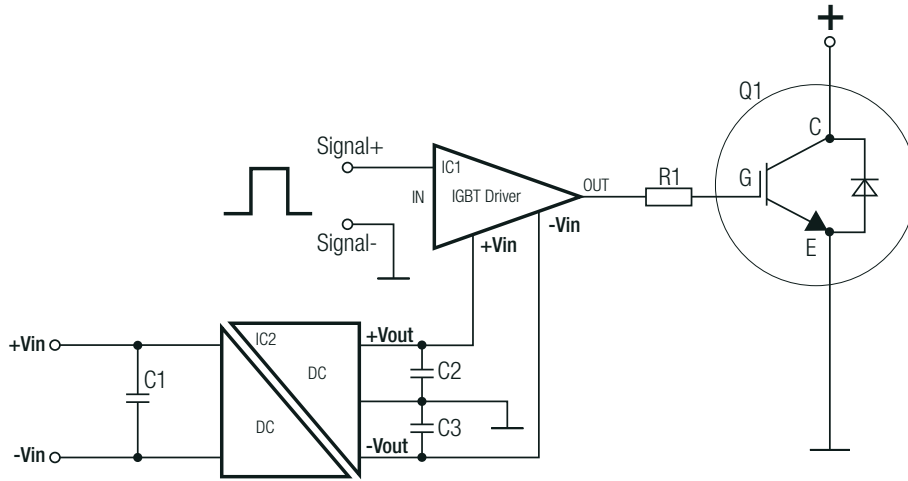 +
Q1
C
Signal+
IC1
R1
G
OUT
IN
IGBT Driver
-Vin
Signal-
+Vin
E
+Vout
+Vin
IC2
DC
C1
C2
DC
C3
-Vout
-Vin